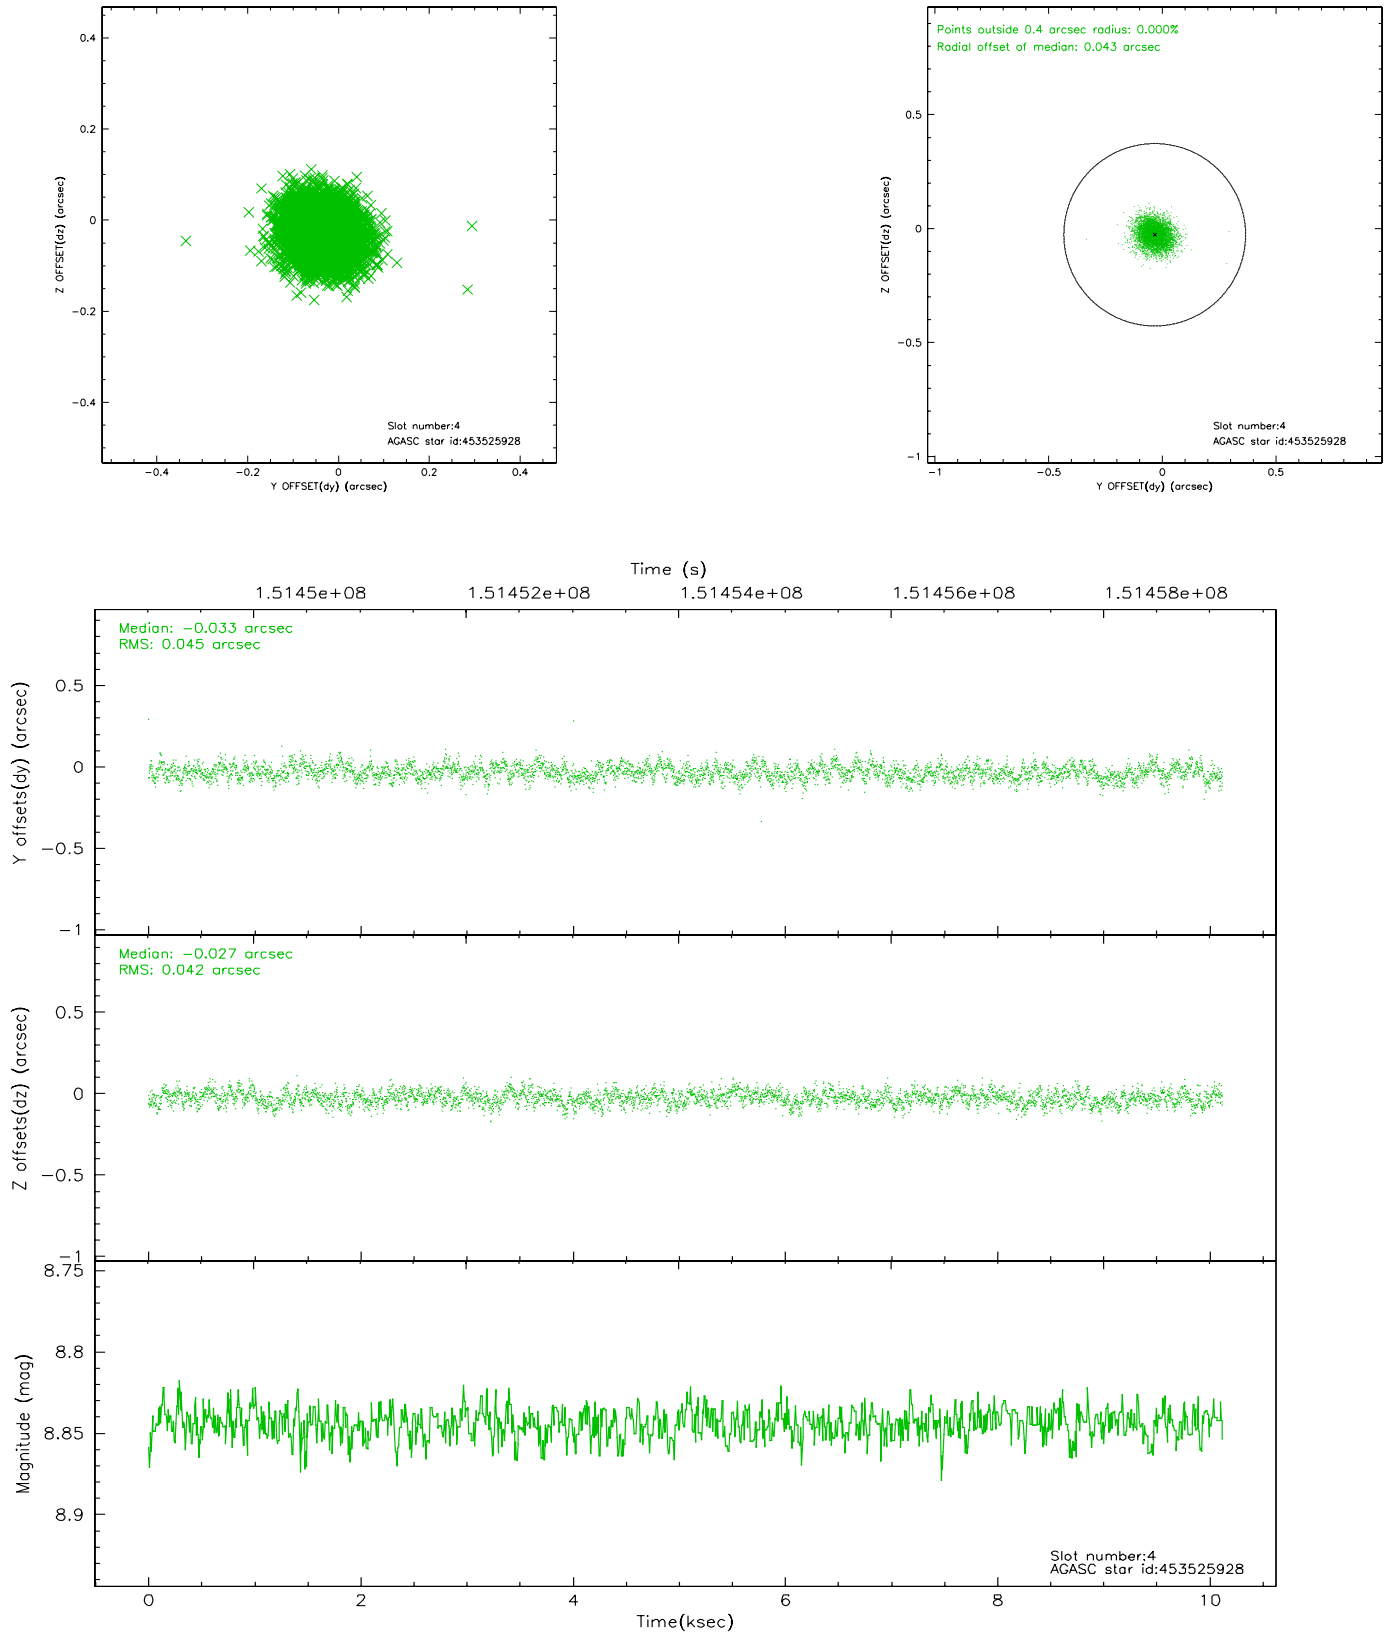 0.4
0.2
0
−0.2
−0.4
Z OFFSET(dz) (arcsec)
Slot number:4
AGASC star id:453525928
−0.4
−0.2
0
0.2
0.4
Y OFFSET(dy) (arcsec)
Points outside 0.4 arcsec radius: 0.000%
Radial offset of median: 0.043 arcsec
0.5
0
−0.5
−1
Z OFFSET(dz) (arcsec)
Slot number:4
AGASC star id:453525928
−1
−0.5
0
0.5
Y OFFSET(dy) (arcsec)
Time (s)
1.5145e+08
1.51452e+08
1.51454e+08
1.51456e+08
1.51458e+08
Median: −0.033 arcsec
RMS: 0.045 arcsec
0.5
0
−0.5
−1
Y offsets(dy) (arcsec)
Median: −0.027 arcsec
RMS: 0.042 arcsec
0.5
0
−0.5
−1
Z offsets(dz) (arcsec)
8.75
8.8
8.85
8.9
Magnitude (mag)
Slot number:4
AGASC star id:453525928
0
2
4
6
8
10
Time(ksec)